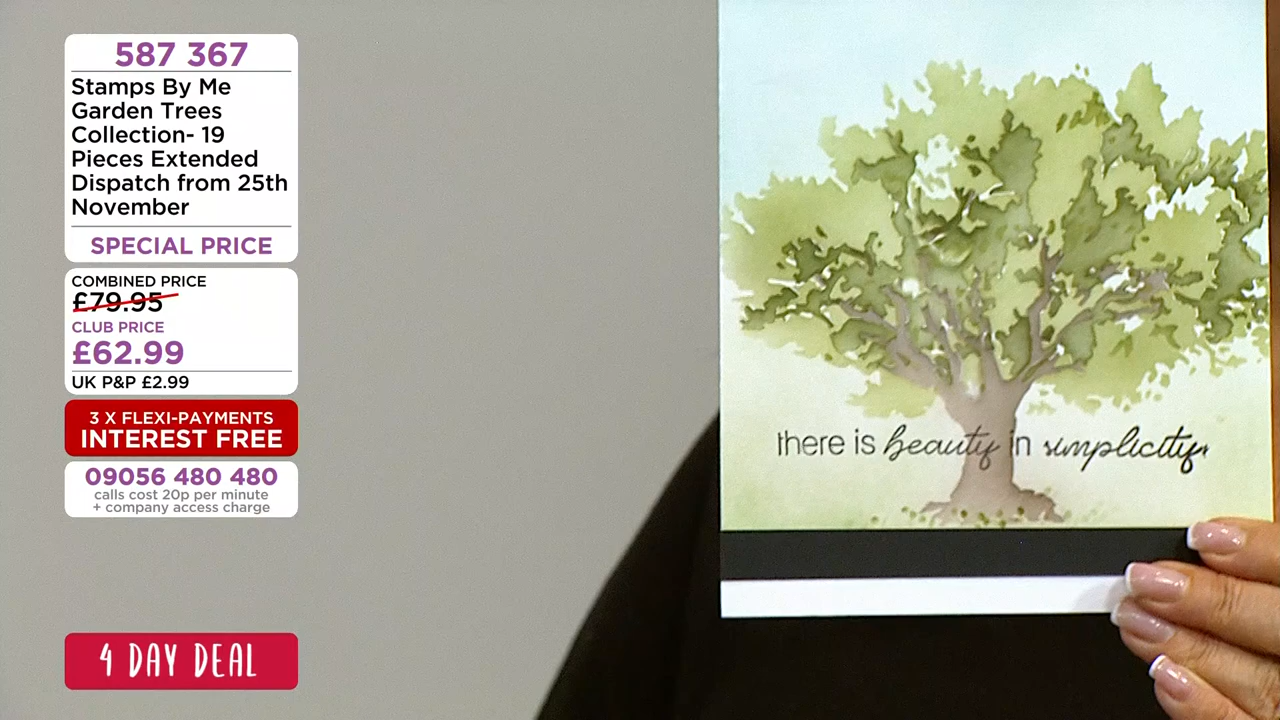 587 367
Stamps By Me
Garden Trees
Collection- 19
Pieces Extended
Dispatch from 25th
November
SPECIAL PRICE
COMBINED PRICE
£79.95
CLUB PRICE
£62.99
UK P&P £2.99
3 X FLEXI-PAYMENTS
INTEREST FREE
09056 480 480
calls cost 20p per minute
+ company access charge
4 DAY DEAL
there is beauty in simplicity